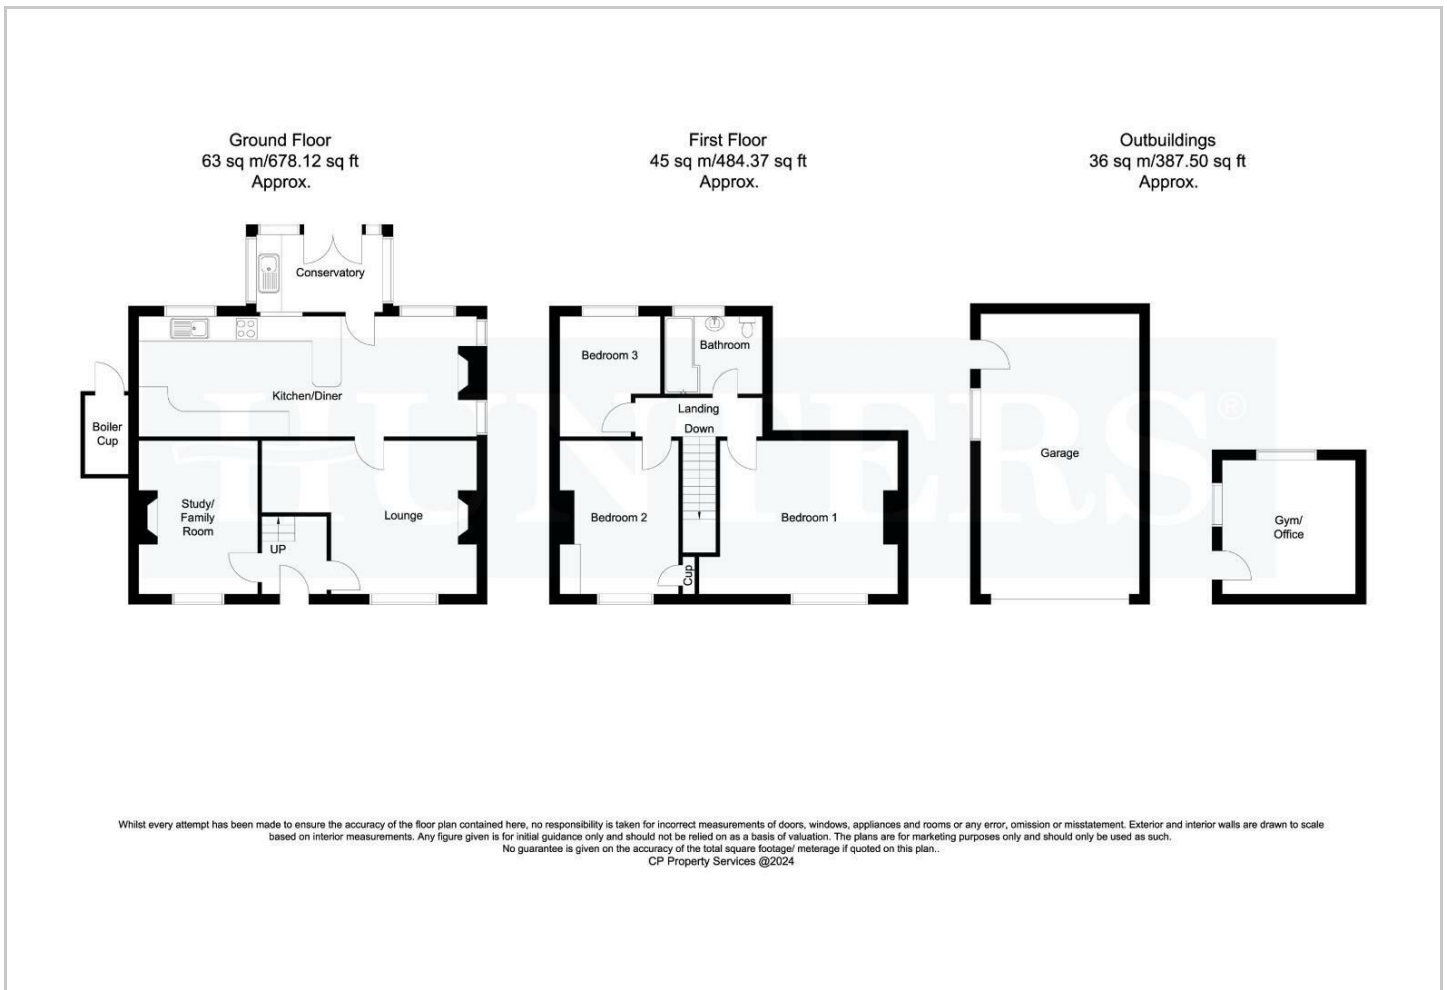 Ground Floor
63 sq m/678.12 sq ft
Approx.
First Floor
45 sq m/484.37 sq ft
Approx.
Outbuildings
36 sq m/387.50 sq ft
Approx.
Conservatory
Kitchen/Diner
Boiler
Cup
Study/
Family
Room
UP
Lounge
Bedroom 3
Bathroom
Landing
Down
Bedroom 2
Cup
Bedroom 1
Garage
Gym/
Office
HUNTERS®
Whilst every attempt has been made to ensure the accuracy of the floor plan contained here, no responsibility is taken for incorrect measurements of doors, windows, appliances and rooms or any error, omission or misstatement. Exterior and interior walls are drawn to scale
based on interior measurements. Any figure given is for initial guidance only and should not be relied on as a basis of valuation. The plans are for marketing purposes only and should only be used as such.
No guarantee is given on the accuracy of the total square footage/ meterage if quoted on this plan..
CP Property Services @2024